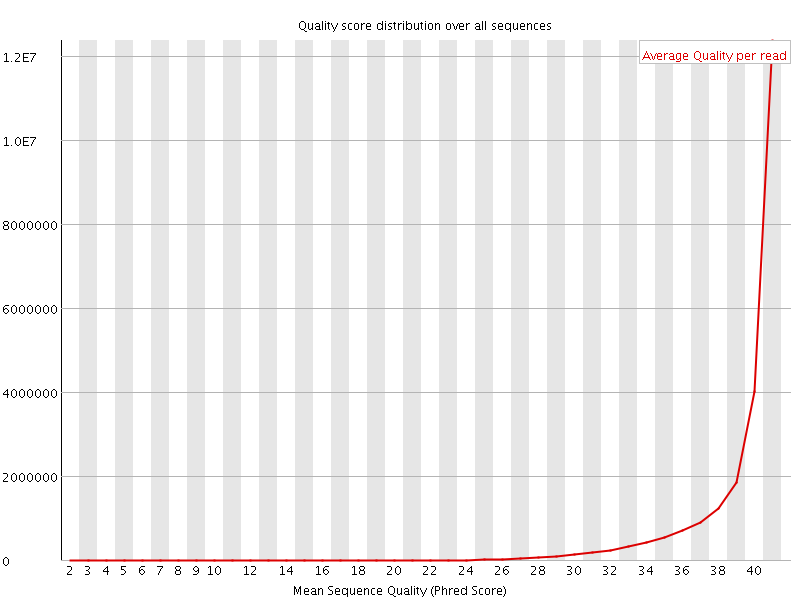 Quality score distribution over all sequences
Average Quality per read
1.2E7
1.0E7
8000000
6000000
4000000
2000000
0
2 3 4 5 6 7 8 9 10 12 14 16 18 20 22 24 26 28 30 32 34 36 38 40
Mean Sequence Quality (Phred Score)